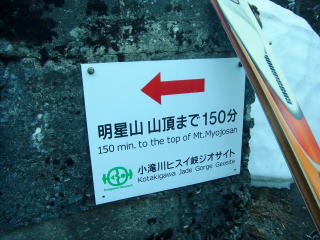 明星山 山頂まで150分
150 min. to the top of Mt.Myojosan
小滝川ヒスイ峡ジオサイト
Kotakigawa Jade Gorge Geosite